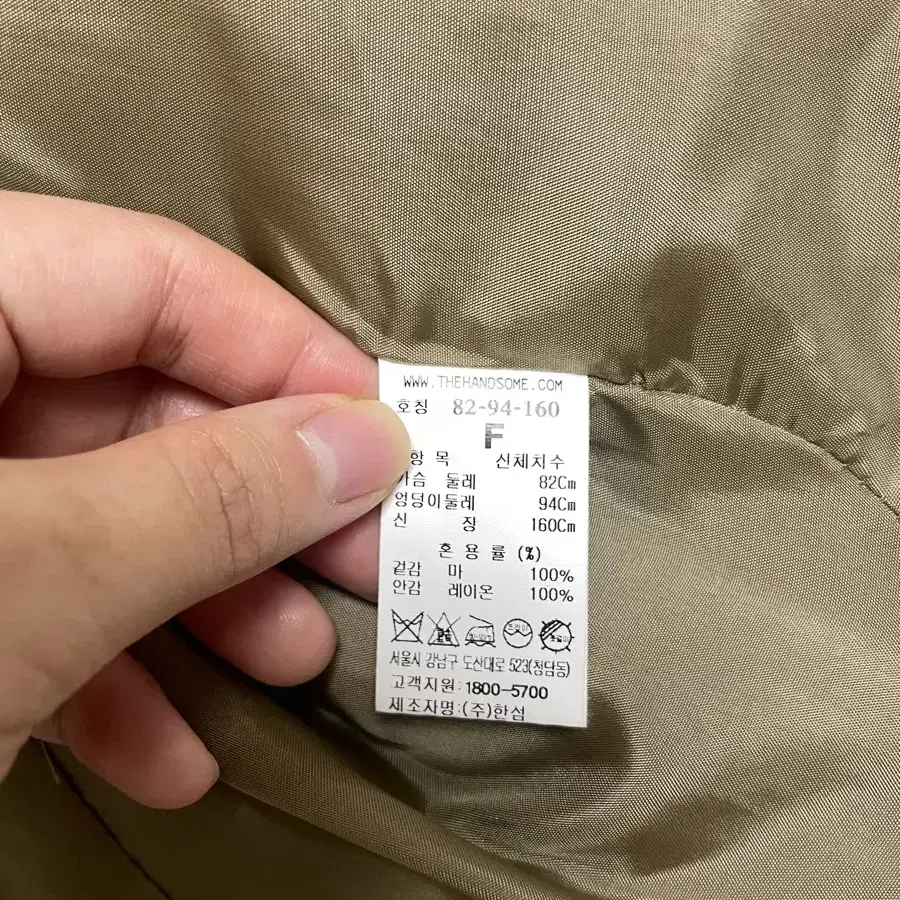 WWW.THEHANDSOME.COM
호칭 82-94-160
F
항 목 신체치수
가슴 둘레 82Cm
엉덩이둘레 94Cm
신 장 160Cm
혼 용 률 (%)
겉감 마 100%
안감 레이온 100%
서울시 강남구 도산대로 523(청담동)
고객지원:1800-5700
제조자명:(주)한섬